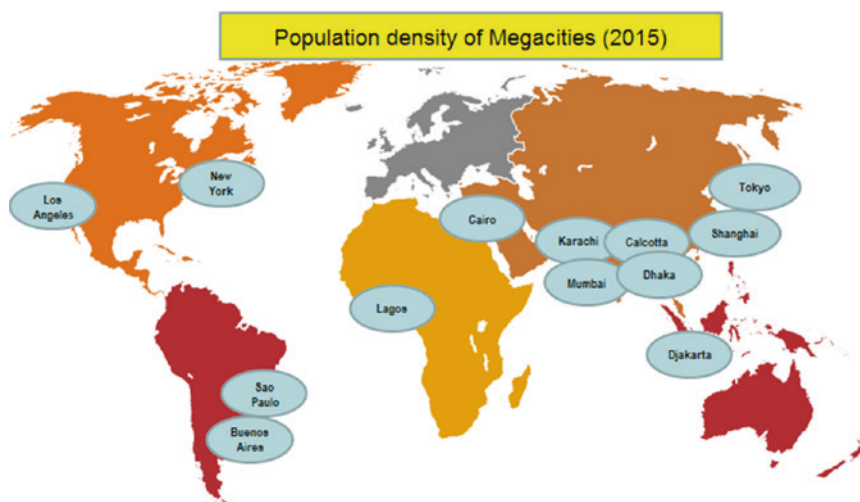 Population density of Megacities (2015)
New
York
Los
Angeles
Tokyo
Cairo
Karachi
Calcotta
Shanghai
Mumbai
Dhaka
Lagos
Djakarta
Sao
Paulo
Buenos
Aires